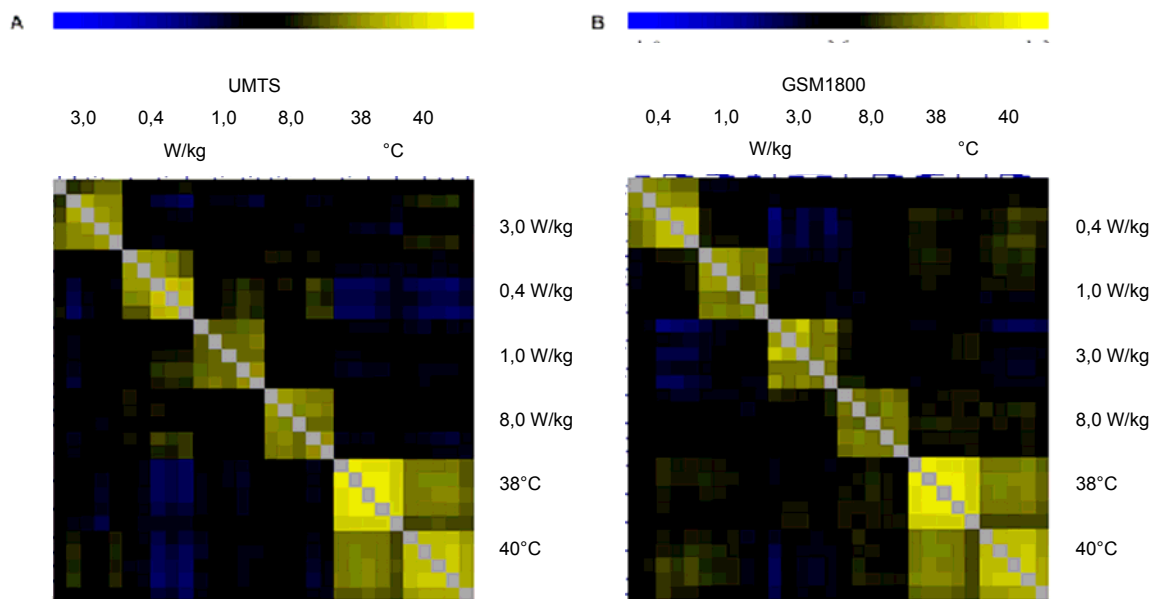 A
B
UMTS
3,0 0,4 1,0 8,0 38 40
W/kg °C
GSM1800
0,4 1,0 3,0 8,0 38 40
W/kg °C
3,0 W/kg
0,4 W/kg
1,0 W/kg
8,0 W/kg
38°C
40°C
0,4 W/kg
1,0 W/kg
3,0 W/kg
8,0 W/kg
38°C
40°C